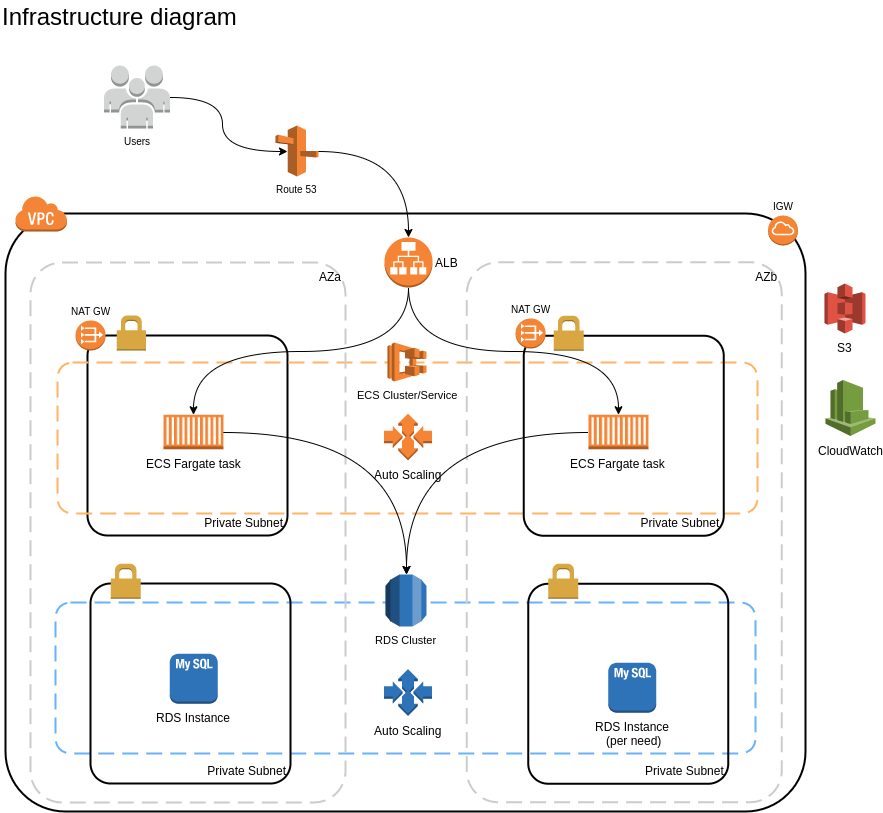 Infrastructure diagram
Users
Route 53
VPC
IGW
ALB
AZa
AZb
NAT GW
NAT GW
S3
ECS Cluster/Service
CloudWatch
ECS Fargate task
Auto Scaling
ECS Fargate task
Private Subnet
Private Subnet
RDS Cluster
My SQL
My SQL
RDS Instance
Auto Scaling
RDS Instance
(per need)
Private Subnet
Private Subnet